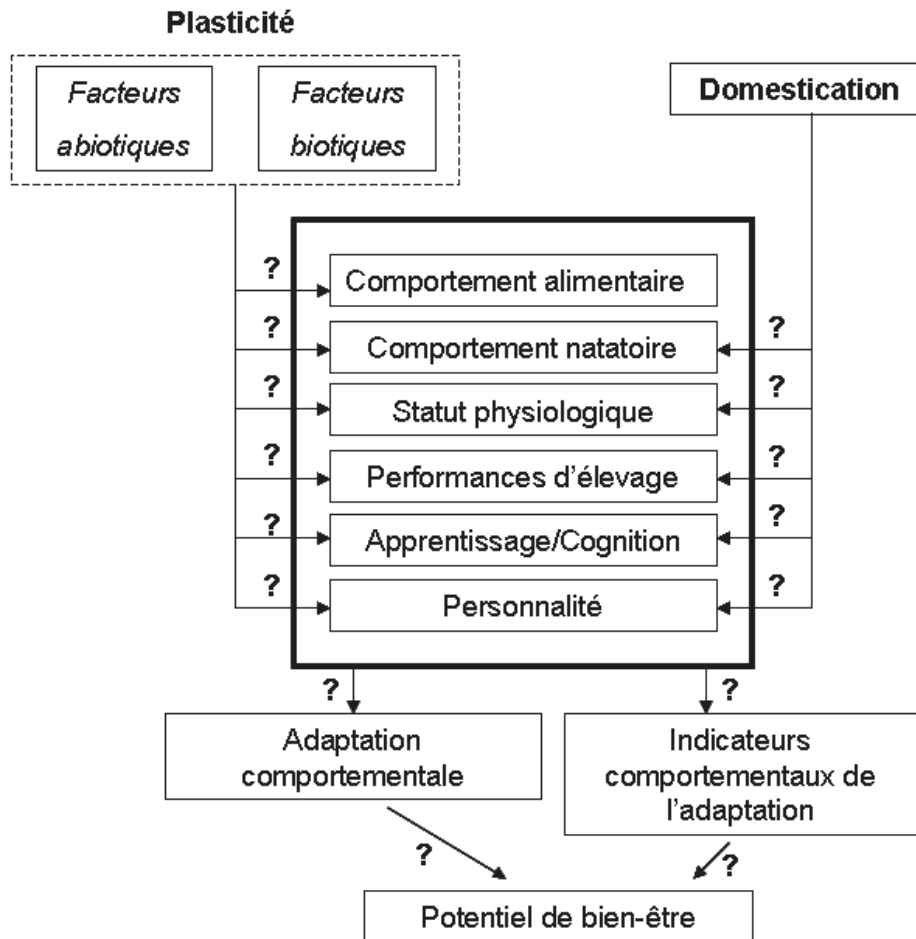 Plasticité
Facteurs
abiotiques
Facteurs
biotiques
Domestication
?
Comportement alimentaire
?
Comportement natatoire
?
?
Statut physiologique
?
?
Performances d'élevage
?
?
Apprentissage/Cognition
?
?
Personnalité
?
?
?
Adaptation
comportementale
Indicateurs
comportementaux de
l'adaptation
?
?
Potentiel de bien-être